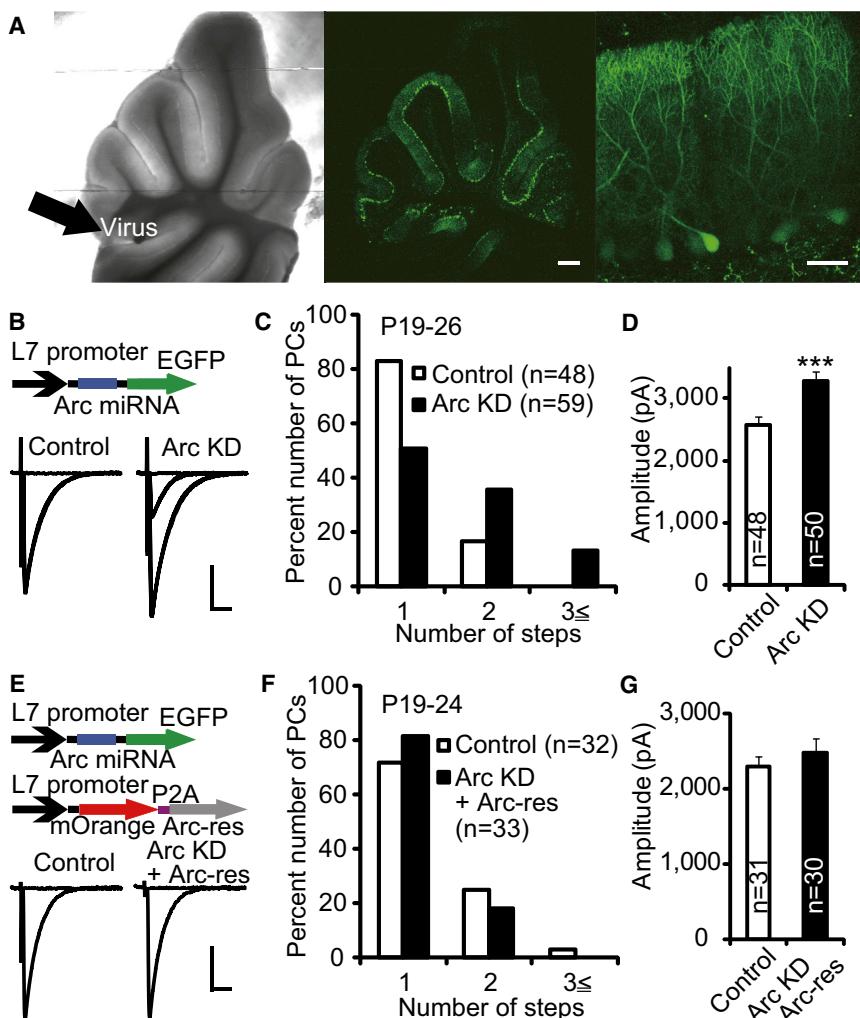 A
Virus
B
L7 promoter
EGFP
Arc miRNA
Control
Arc KD
C
P19-26
Control (n=48)
Arc KD (n=59)
Percent number of PCs
100
80
60
40
20
0
1
2
3≦
Number of steps
D
***
Amplitude (pA)
3,000
2,000
1,000
0
n=48
n=50
Control
Arc KD
E
L7 promoter
EGFP
Arc miRNA
L7 promoter
P2A
mOrange
Arc-res
Control
Arc KD
+ Arc-res
F
P19-24
Control (n=32)
Arc KD
+ Arc-res
(n=33)
Percent number of PCs
100
80
60
40
20
0
1
2
3≦
Number of steps
G
Amplitude (pA)
3,000
2,000
1,000
0
n=31
n=30
Control
Arc KD
Arc-res